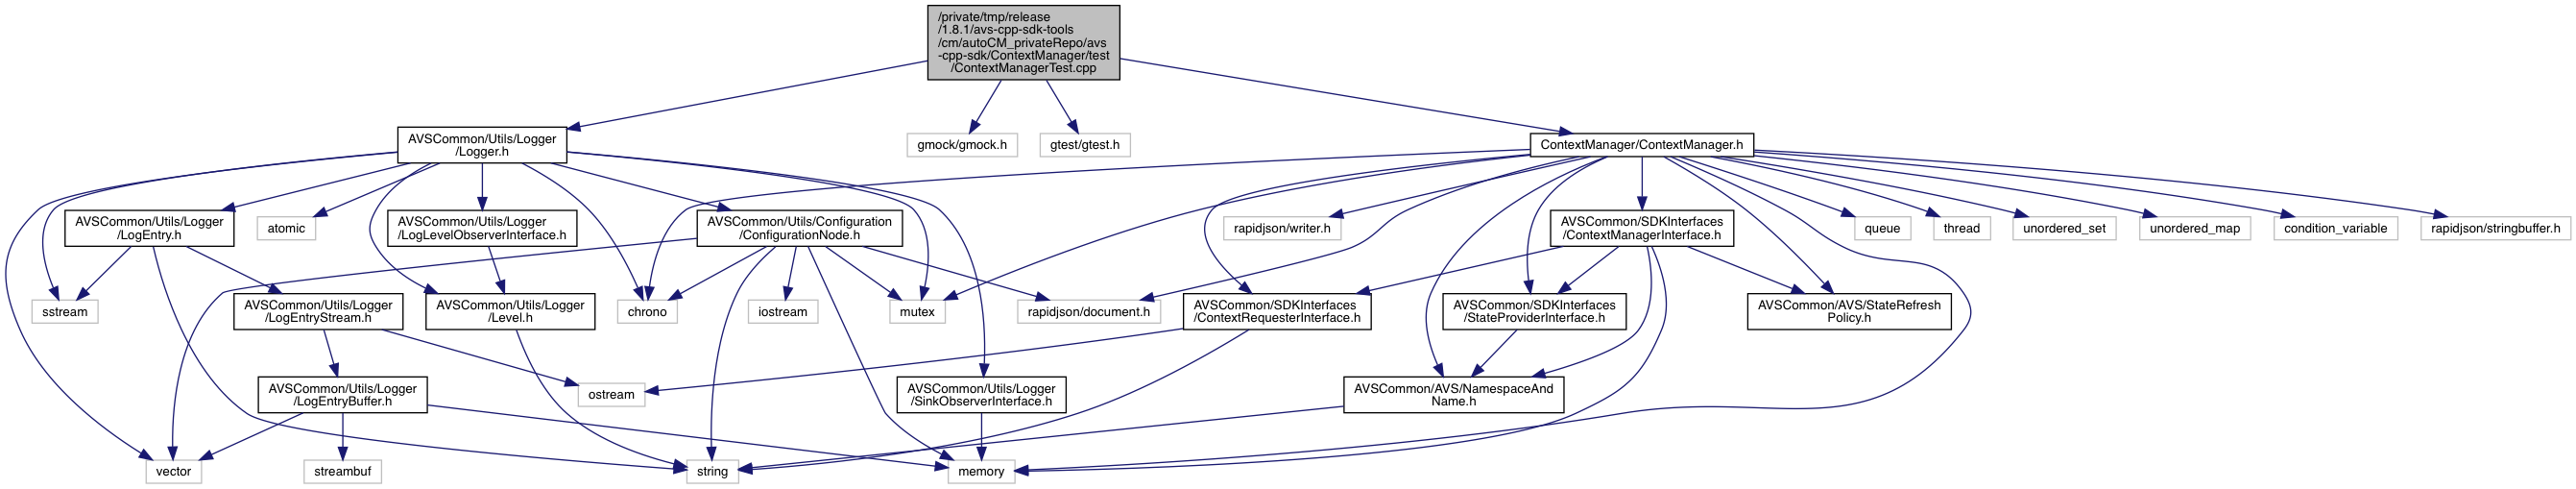 /private/tmp/release
/1.8.1/avs-cpp-sdk-tools
/cm/autoCM_privateRepo/avs
-cpp-sdk/ContextManager/test
/ContextManagerTest.cpp
AVSCommon/Utils/Logger
/Logger.h
gmock/gmock.h
gtest/gtest.h
ContextManager/ContextManager.h
AVSCommon/Utils/Logger
/LogEntry.h
atomic
AVSCommon/Utils/Logger
/LogLevelObserverInterface.h
AVSCommon/Utils/Configuration
/ConfigurationNode.h
rapidjson/writer.h
AVSCommon/SDKInterfaces
/ContextManagerInterface.h
queue
thread
unordered_set
unordered_map
condition_variable
rapidjson/stringbuffer.h
sstream
AVSCommon/Utils/Logger
/LogEntryStream.h
AVSCommon/Utils/Logger
/Level.h
chrono
iostream
mutex
rapidjson/document.h
AVSCommon/SDKInterfaces
/ContextRequesterInterface.h
AVSCommon/SDKInterfaces
/StateProviderInterface.h
AVSCommon/AVS/StateRefresh
Policy.h
AVSCommon/Utils/Logger
/LogEntryBuffer.h
ostream
AVSCommon/Utils/Logger
/SinkObserverInterface.h
AVSCommon/AVS/NamespaceAnd
Name.h
vector
streambuf
string
memory